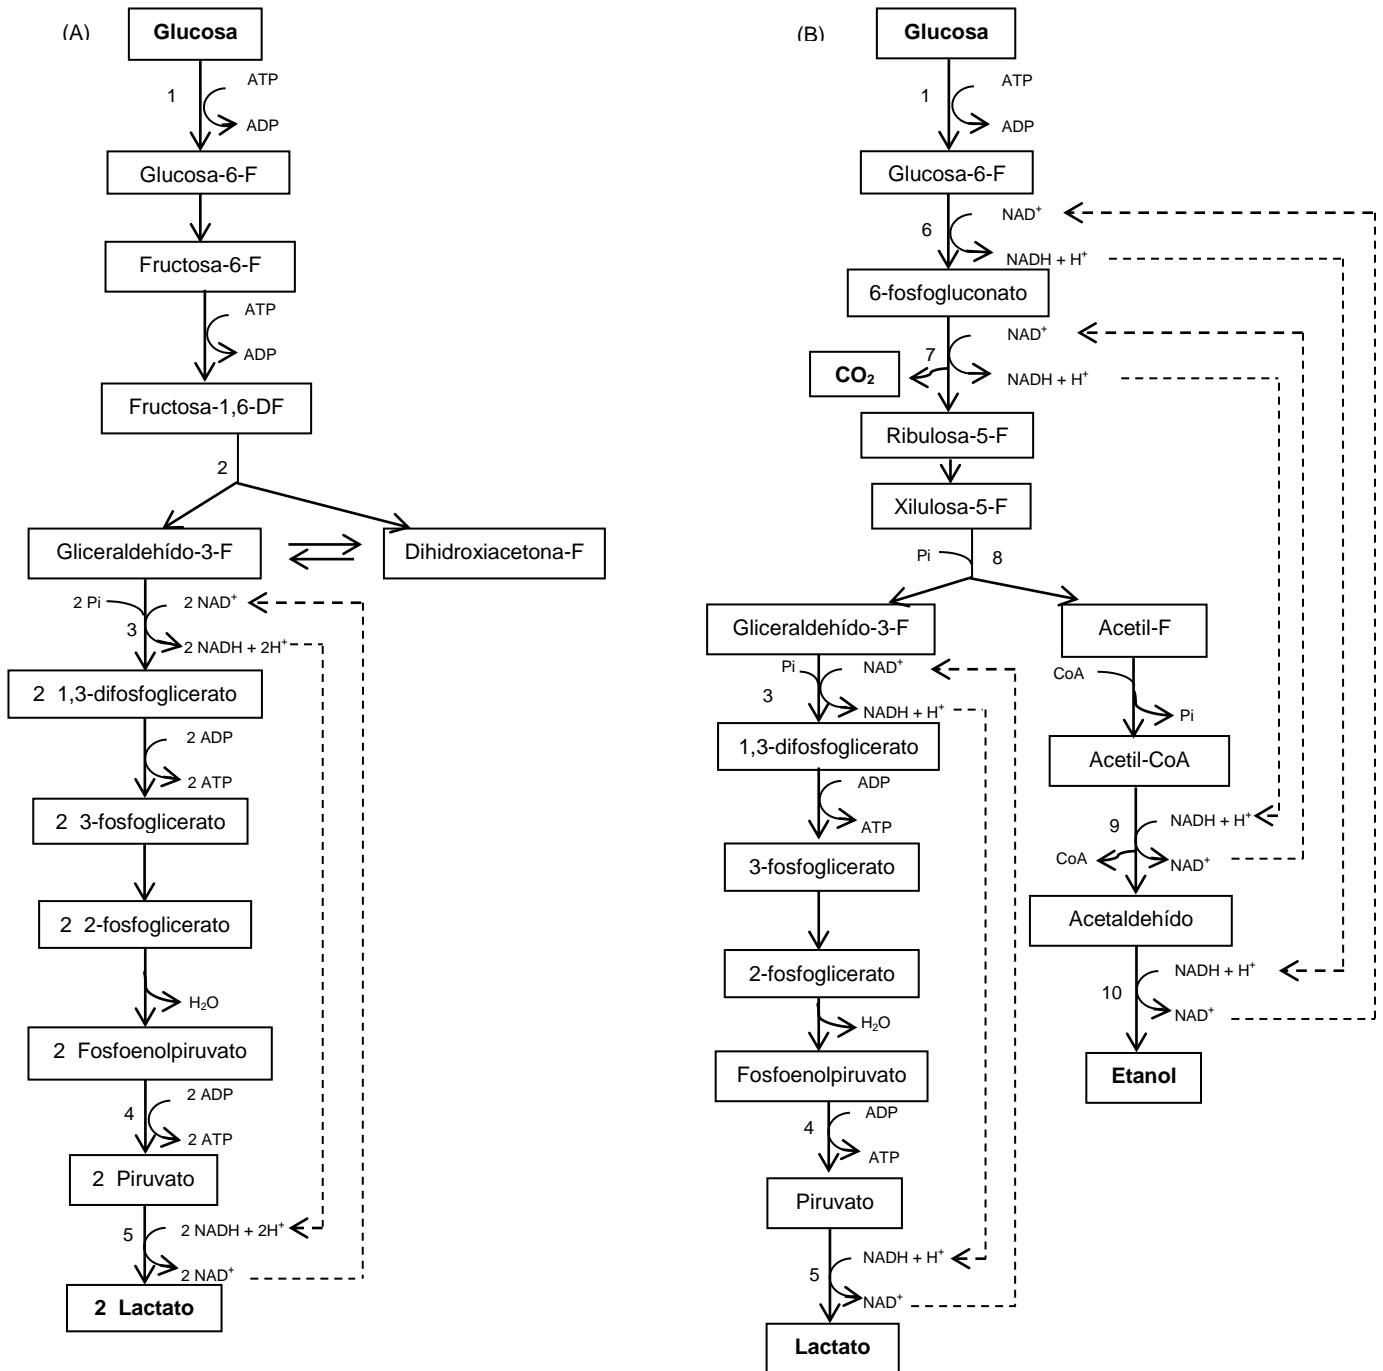 (A)
Glucosa
ATP
1
ADP
Glucosa-6-F
Fructosa-6-F
ATP
ADP
Fructosa-1,6-DF
2
Gliceraldehído-3-F
Dihidroxiacetona-F
2 Pi
2 NAD⁺
3
2 NADH + 2H⁺
2 1,3-difosfoglicerato
2 ADP
2 ATP
2 3-fosfoglicerato
2 2-fosfoglicerato
H₂O
2 Fosfoenolpiruvato
2 ADP
4
2 ATP
2 Piruvato
2 NADH + 2H⁺
5
2 NAD⁺
2 Lactato
(B)
Glucosa
ATP
1
ADP
Glucosa-6-F
NAD⁺
6
NADH + H⁺
6-fosfogluconato
NAD⁺
7
CO₂
NADH + H⁺
Ribulosa-5-F
Xilulosa-5-F
Pi
8
Gliceraldehído-3-F
Pi
NAD⁺
3
NADH + H⁺
1,3-difosfoglicerato
ADP
ATP
3-fosfoglicerato
2-fosfoglicerato
H₂O
Fosfoenolpiruvato
ADP
4
ATP
Piruvato
NADH + H⁺
5
NAD⁺
Lactato
Acetil-F
CoA
Pi
Acetil-CoA
9
NADH + H⁺
CoA
NAD⁺
Acetaldehído
NADH + H⁺
10
NAD⁺
Etanol